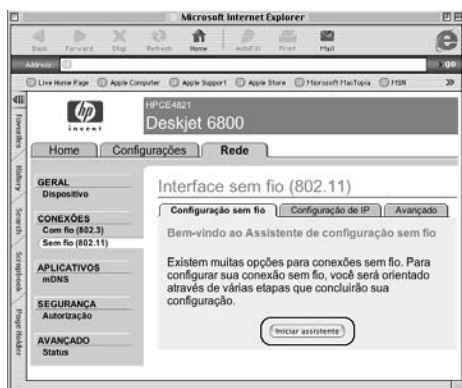 Microsoft Internet Explorer
Back Forward Stop Refresh Home AutoFill Print Mail
Address go
Live Home Page Apple Computer Apple Support Apple Store Microsoft MacTopia MSN
Favorites
History
Search
Scrapbook
Page Holder
hp
invent
HPCE4821
Deskjet 6800
Home Configurações Rede
GERAL
Dispositivo
CONEXÕES
Com fio (802.3)
Sem fio (802.11)
APLICATIVOS
mDNS
SEGURANÇA
Autorização
AVANÇADO
Status
Interface sem fio (802.11)
Configuração sem fio Configuração de IP Avançado
Bem-vindo ao Assistente de configuração sem fio
Existem muitas opções para conexões sem fio. Para
configurar sua conexão sem fio, você será orientado
através de várias etapas que concluirão sua
configuração.
Iniciar assistente